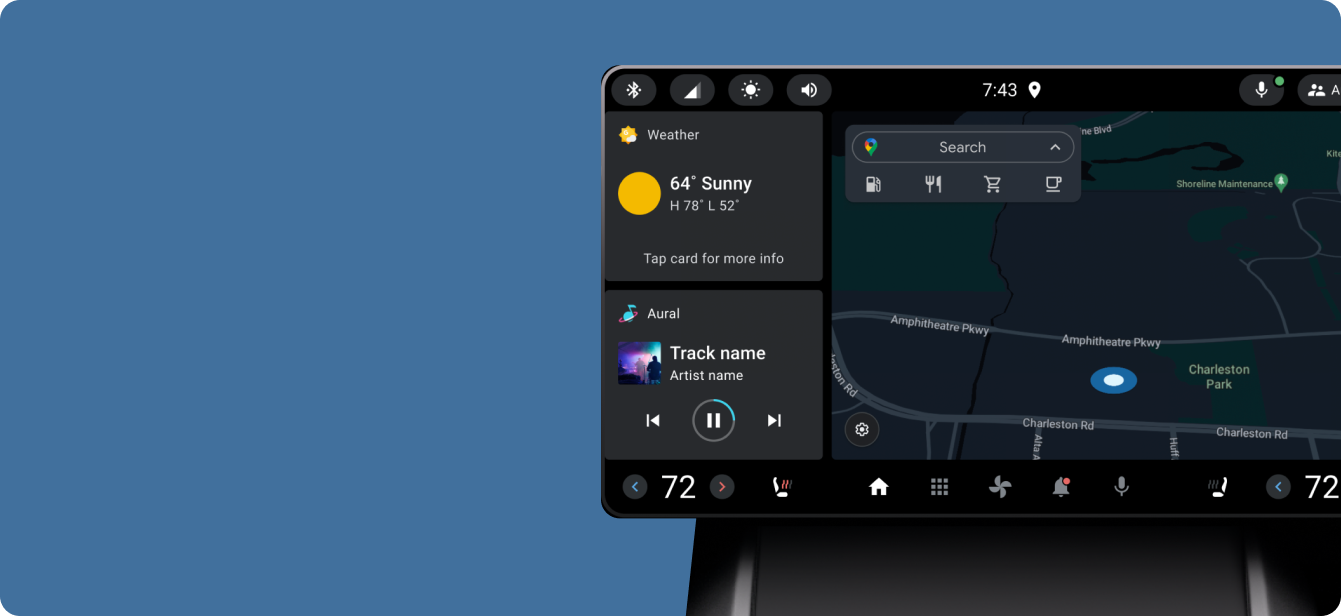 7:43
A
Weather
64° Sunny
H 78° L 52°
Tap card for more info
Aural
Track name
Artist name
Search
ne Blvd
Kite
Shoreline Maintenance
Amphitheatre Pkwy
Amphitheatre Pkwy
Charleston
Park
leston Rd
Charleston Rd
Charleston Rd
Alta A
Huff
72
72